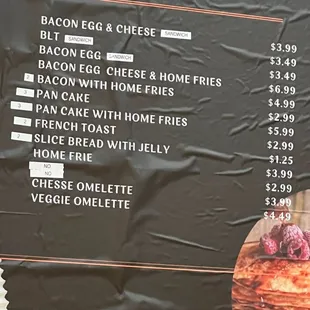 BACON EGG & CHEESE SANDWICH $3.99
BLT SANDWICH $3.49
BACON EGG SANDWICH $3.49
BACON EGG CHEESE & HOME FRIES $6.99
2 BACON WITH HOME FRIES $4.99
3 PAN CAKE $2.99
3 PAN CAKE WITH HOME FRIES $5.99
2 FRENCH TOAST $2.99
2 SLICE BREAD WITH JELLY $1.25
HOME FRIE $3.99
NO
NO $2.99
CHESSE OMELETTE $3.99
VEGGIE OMELETTE $4.49